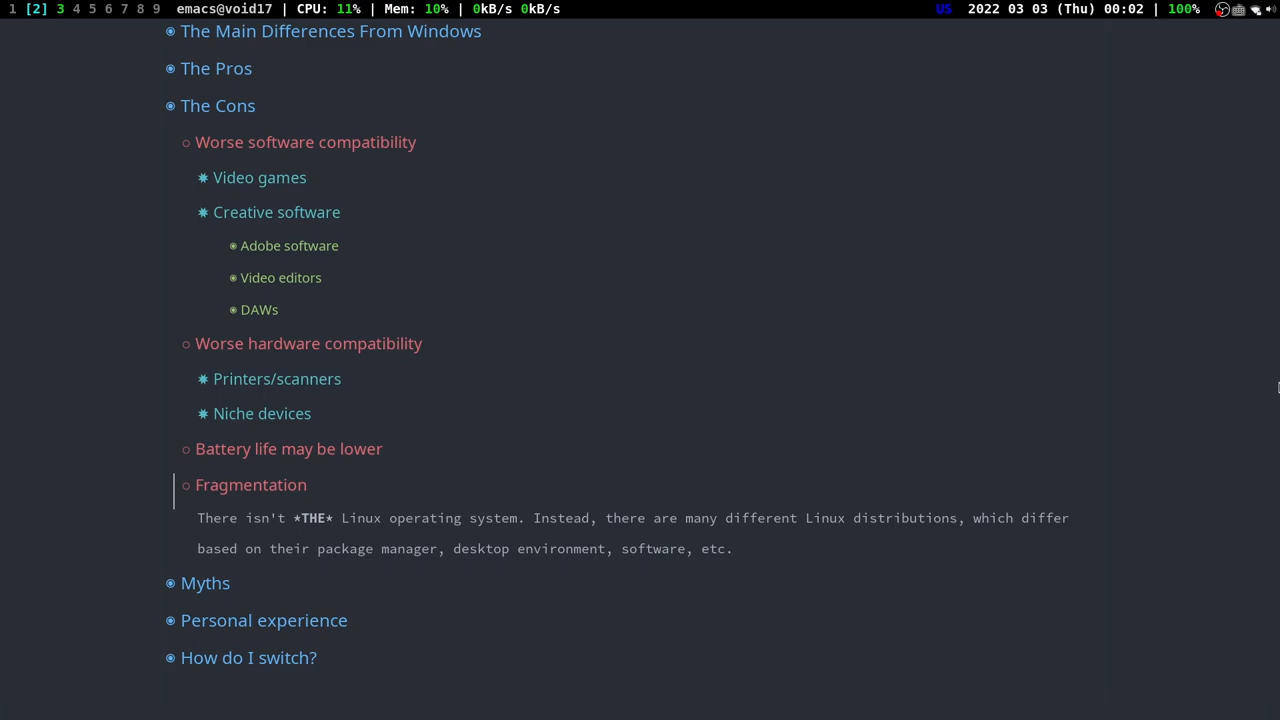 1 [2] 3 4 5 6 7 8 9 emacs@void17 | CPU: 11% | Mem: 10% | 0kB/s 0kB/s US 2022 03 03 (Thu) 00:02 | 100%
The Main Differences From Windows
The Pros
The Cons
Worse software compatibility
Video games
Creative software
Adobe software
Video editors
DAWs
Worse hardware compatibility
Printers/scanners
Niche devices
Battery life may be lower
Fragmentation
There isn't *THE* Linux operating system. Instead, there are many different Linux distributions, which differ
based on their package manager, desktop environment, software, etc.
Myths
Personal experience
How do I switch?